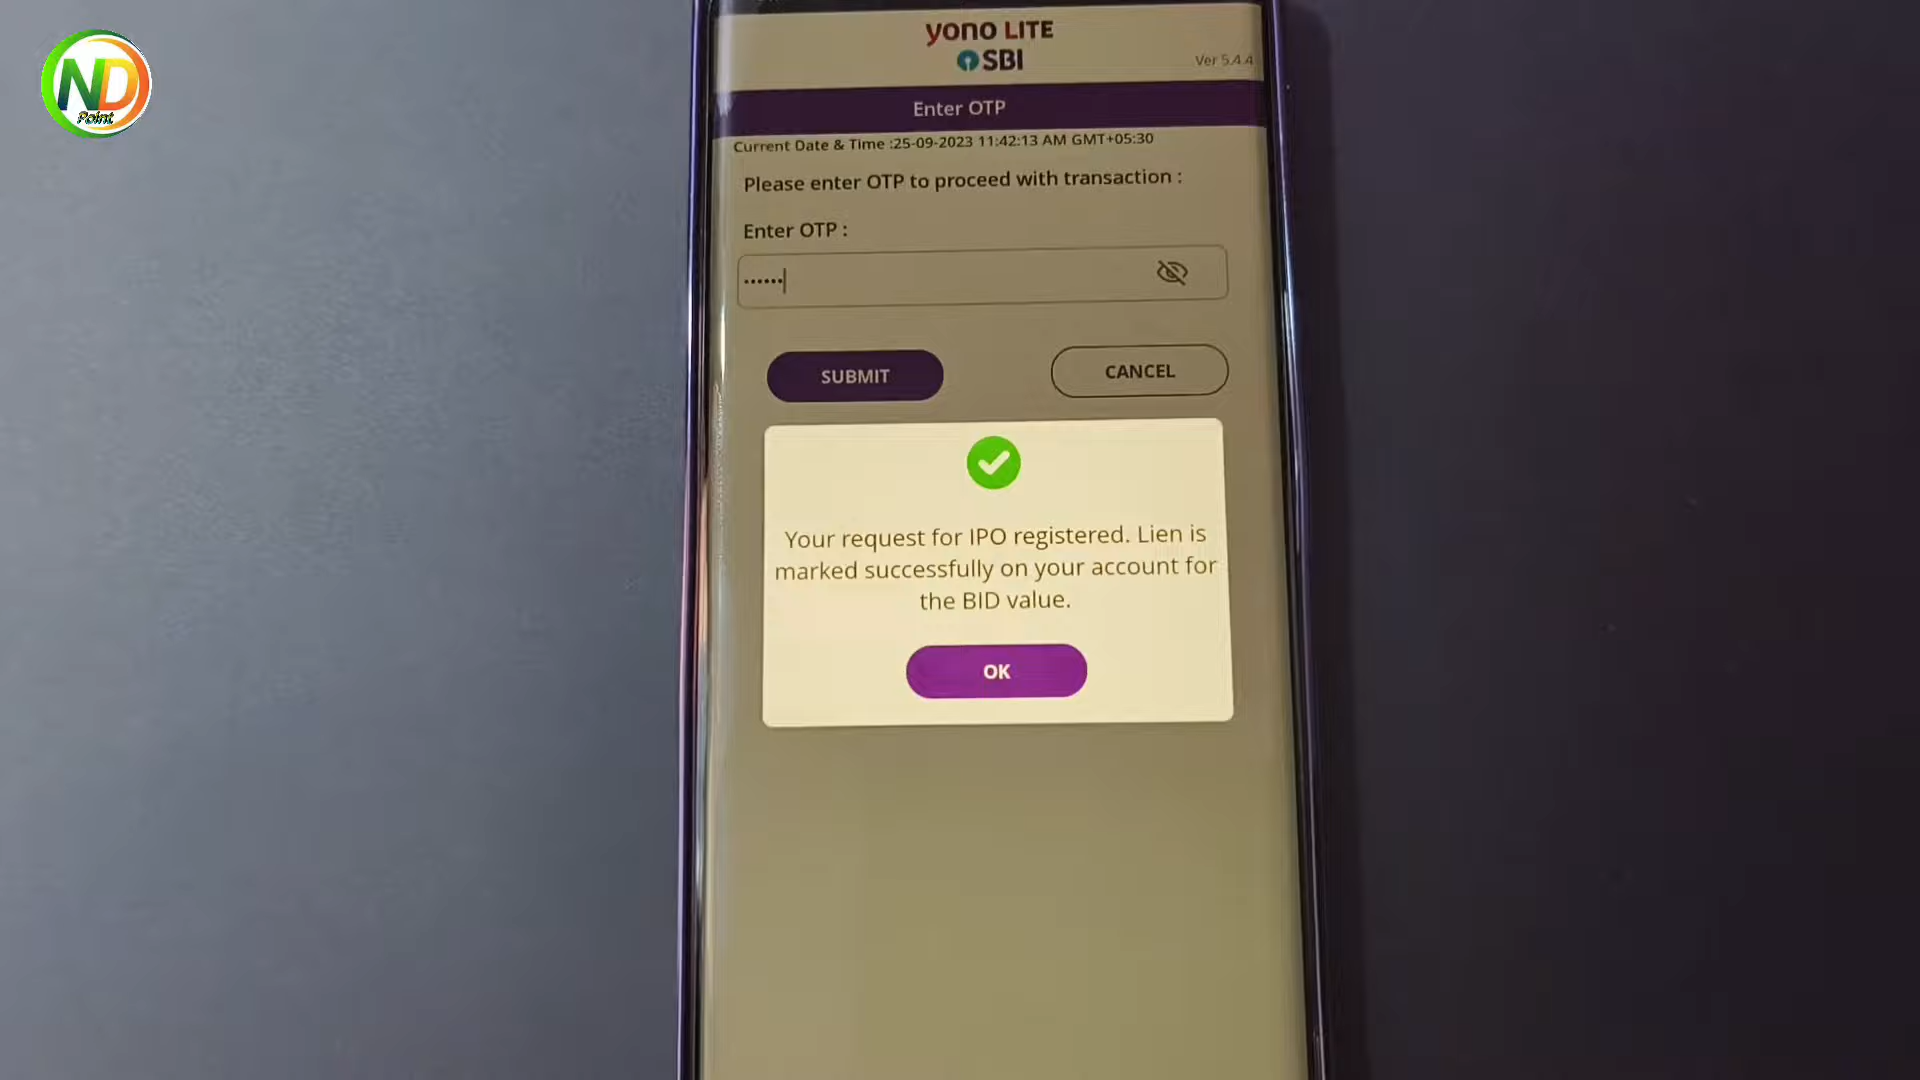 ND
Point
yono LITE
SBI
Ver 5.4.4
Enter OTP
Current Date & Time :25-09-2023 11:42:13 AM GMT+05:30
Please enter OTP to proceed with transaction :
Enter OTP :
······
SUBMIT
CANCEL
Your request for IPO registered. Lien is
marked successfully on your account for
the BID value.
OK